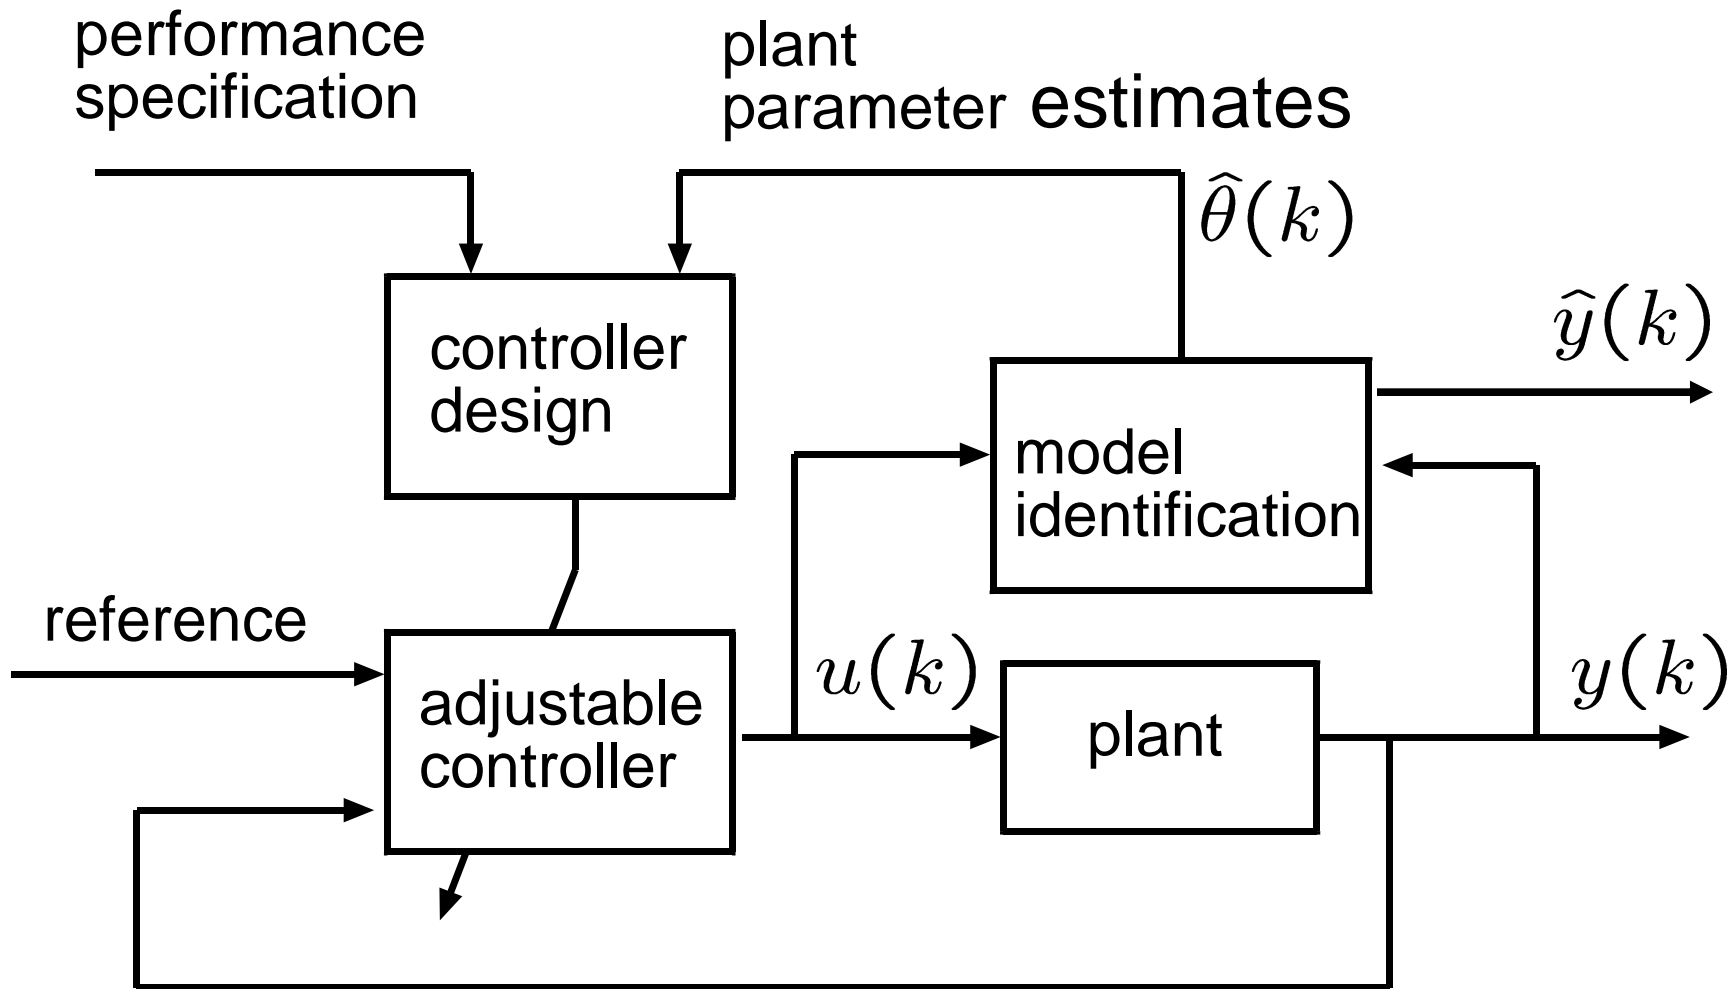 performance
specification
plant
parameter estimates
θ̂(k)
controller
design
ŷ(k)
model
identification
reference
u(k)
y(k)
adjustable
controller
plant